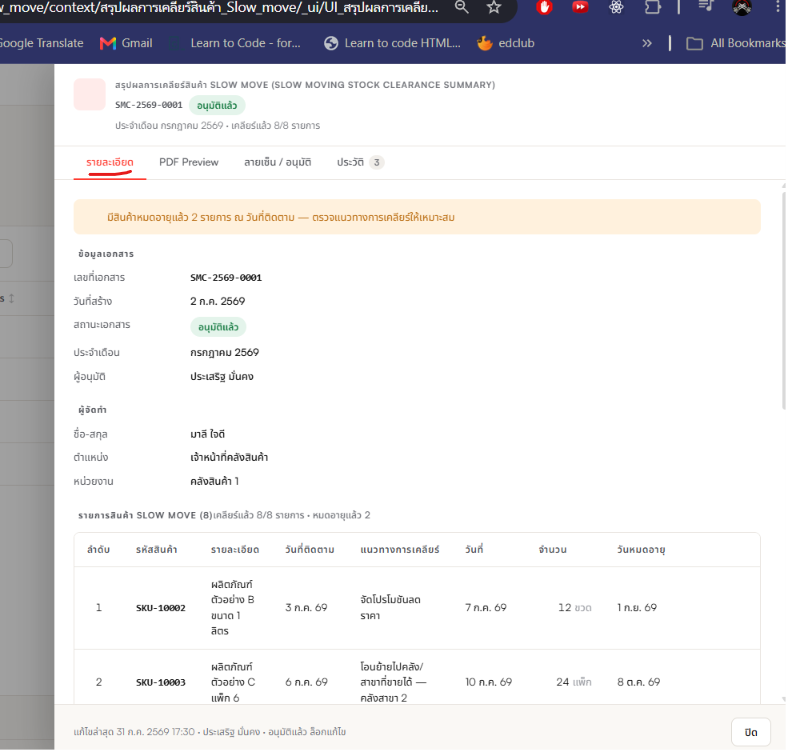 w_move/context/สรุปผลการเคลียร์สินค้า_Slow_move/_ui/UI_สรุปผลการเคลีย...
Google Translate Gmail Learn to Code - for... Learn to code HTML... edclub » All Bookmarks
สรุปผลการเคลียร์สินค้า SLOW MOVE (SLOW MOVING STOCK CLEARANCE SUMMARY)
SMC-2569-0001 อนุมัติแล้ว
ประจำเดือน กรกฎาคม 2569 • เคลียร์แล้ว 8/8 รายการ
รายละเอียด PDF Preview ลายเซ็น / อนุมัติ ประวัติ 3
มีสินค้าหมดอายุแล้ว 2 รายการ ณ วันที่ติดตาม — ตรวจแนวทางการเคลียร์ให้เหมาะสม
ข้อมูลเอกสาร
เลขที่เอกสาร SMC-2569-0001
วันที่สร้าง 2 ก.ค. 2569
s
สถานะเอกสาร อนุมัติแล้ว
ประจำเดือน กรกฎาคม 2569
ผู้อนุมัติ ประเสริฐ มั่นคง
ผู้จัดทำ
ชื่อ-สกุล มาลี ใจดี
ตำแหน่ง เจ้าหน้าที่คลังสินค้า
หน่วยงาน คลังสินค้า 1
รายการสินค้า SLOW MOVE (8)เคลียร์แล้ว 8/8 รายการ • หมดอายุแล้ว 2
ลำดับ รหัสสินค้า รายละเอียด วันที่ติดตาม แนวทางการเคลียร์ วันที่ จำนวน วันหมดอายุ
ผลิตภัณฑ์
ตัวอย่าง B
ขนาด 1
ลิตร
1 SKU-10002 3 ก.ค. 69 จัดโปรโมชันลด
ราคา
7 ก.ค. 69 12 ขวด 1 ก.ย. 69
ผลิตภัณฑ์
ตัวอย่าง C
แพ็ก 6
2 SKU-10003 6 ก.ค. 69 โอนย้ายไปคลัง/
สาขาที่ขายได้ —
คลังสาขา 2
10 ก.ค. 69 24 แพ็ก 8 ต.ค. 69
แก้ไขล่าสุด 31 ก.ค. 2569 17:30 • ประเสริฐ มั่นคง • อนุมัติแล้ว ล็อกแก้ไข
ปิด